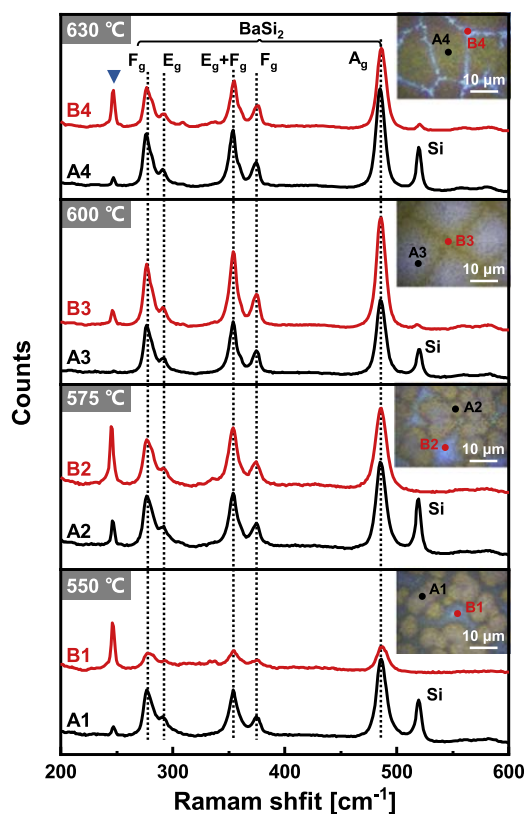 630 ℃
BaSi2
Fg Eg Eg+Fg Fg Ag
A4 B4
10 μm
B4
A4
Si
600 ℃
A3 B3
10 μm
B3
A3
Si
575 ℃
A2
B2
10 μm
B2
A2
Si
550 ℃
A1
B1
10 μm
B1
A1
Si
Counts
200 300 400 500 600
Ramam shfit [cm-1]